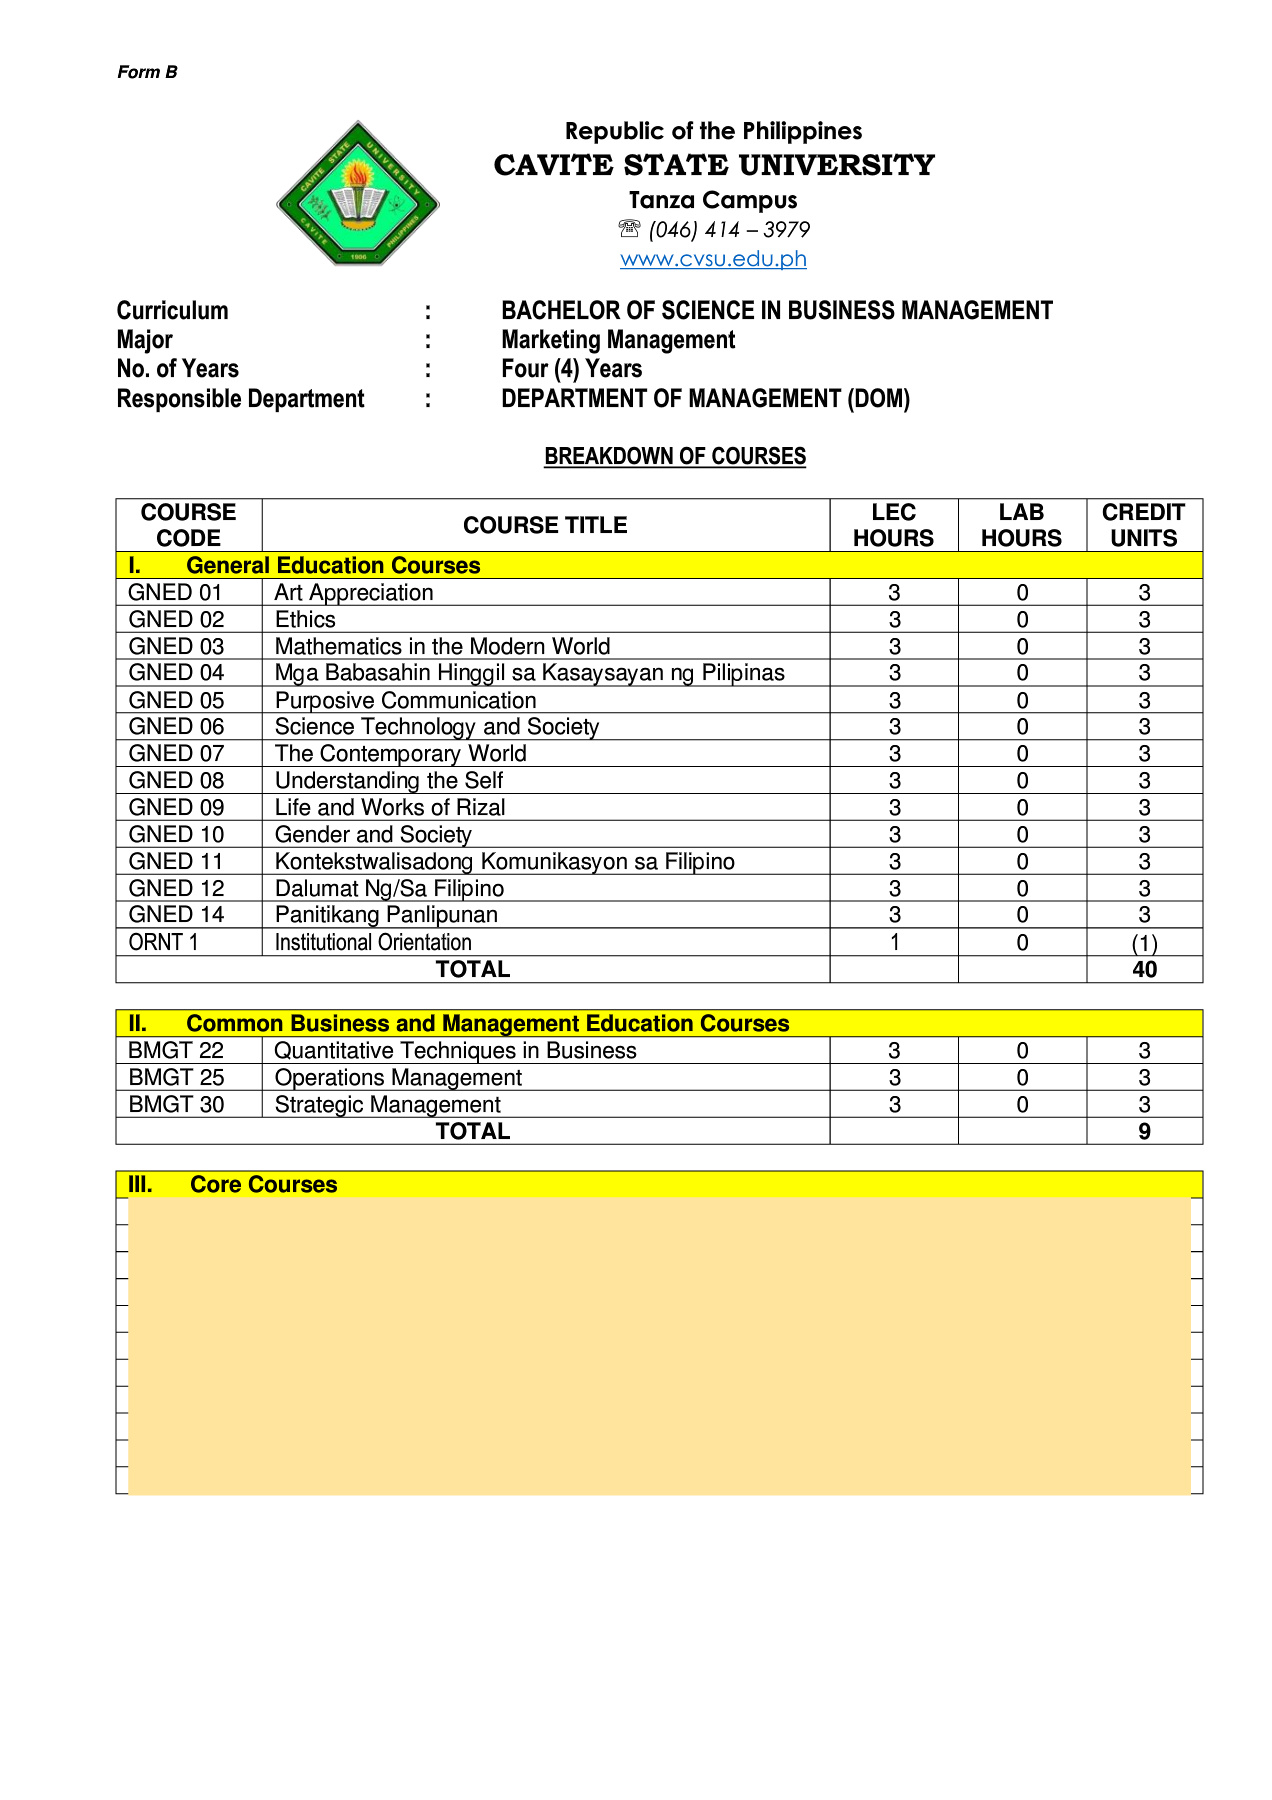 Form B
CAVITE STATE UNIVERSITY
CAVITE PHILIPPINES
1906
Republic of the Philippines
CAVITE STATE UNIVERSITY
Tanza Campus
☏ (046) 414 – 3979
www.cvsu.edu.ph
Curriculum : BACHELOR OF SCIENCE IN BUSINESS MANAGEMENT
Major : Marketing Management
No. of Years : Four (4) Years
Responsible Department : DEPARTMENT OF MANAGEMENT (DOM)
BREAKDOWN OF COURSES
COURSE CODE COURSE TITLE LEC HOURS LAB HOURS CREDIT UNITS
I. General Education Courses
GNED 01 Art Appreciation 3 0 3
GNED 02 Ethics 3 0 3
GNED 03 Mathematics in the Modern World 3 0 3
GNED 04 Mga Babasahin Hinggil sa Kasaysayan ng Pilipinas 3 0 3
GNED 05 Purposive Communication 3 0 3
GNED 06 Science Technology and Society 3 0 3
GNED 07 The Contemporary World 3 0 3
GNED 08 Understanding the Self 3 0 3
GNED 09 Life and Works of Rizal 3 0 3
GNED 10 Gender and Society 3 0 3
GNED 11 Kontekstwalisadong Komunikasyon sa Filipino 3 0 3
GNED 12 Dalumat Ng/Sa Filipino 3 0 3
GNED 14 Panitikang Panlipunan 3 0 3
ORNT 1 Institutional Orientation 1 0 (1)
TOTAL 40
II. Common Business and Management Education Courses
BMGT 22 Quantitative Techniques in Business 3 0 3
BMGT 25 Operations Management 3 0 3
BMGT 30 Strategic Management 3 0 3
TOTAL 9
III. Core Courses